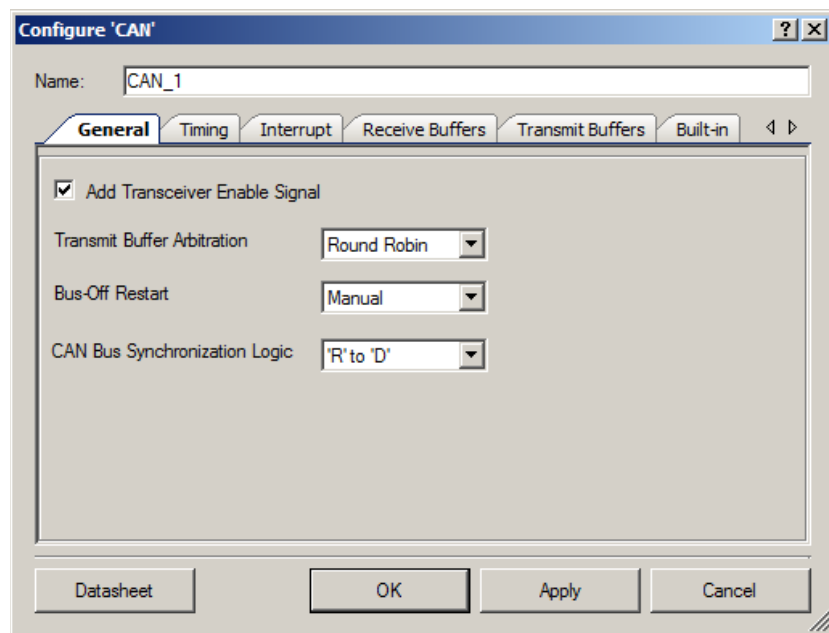 Configure 'CAN'
Name: CAN_1
General Timing Interrupt Receive Buffers Transmit Buffers Built-in
Add Transceiver Enable Signal
Transmit Buffer Arbitration Round Robin
Bus-Off Restart Manual
CAN Bus Synchronization Logic 'R' to 'D'
Datasheet OK Apply Cancel